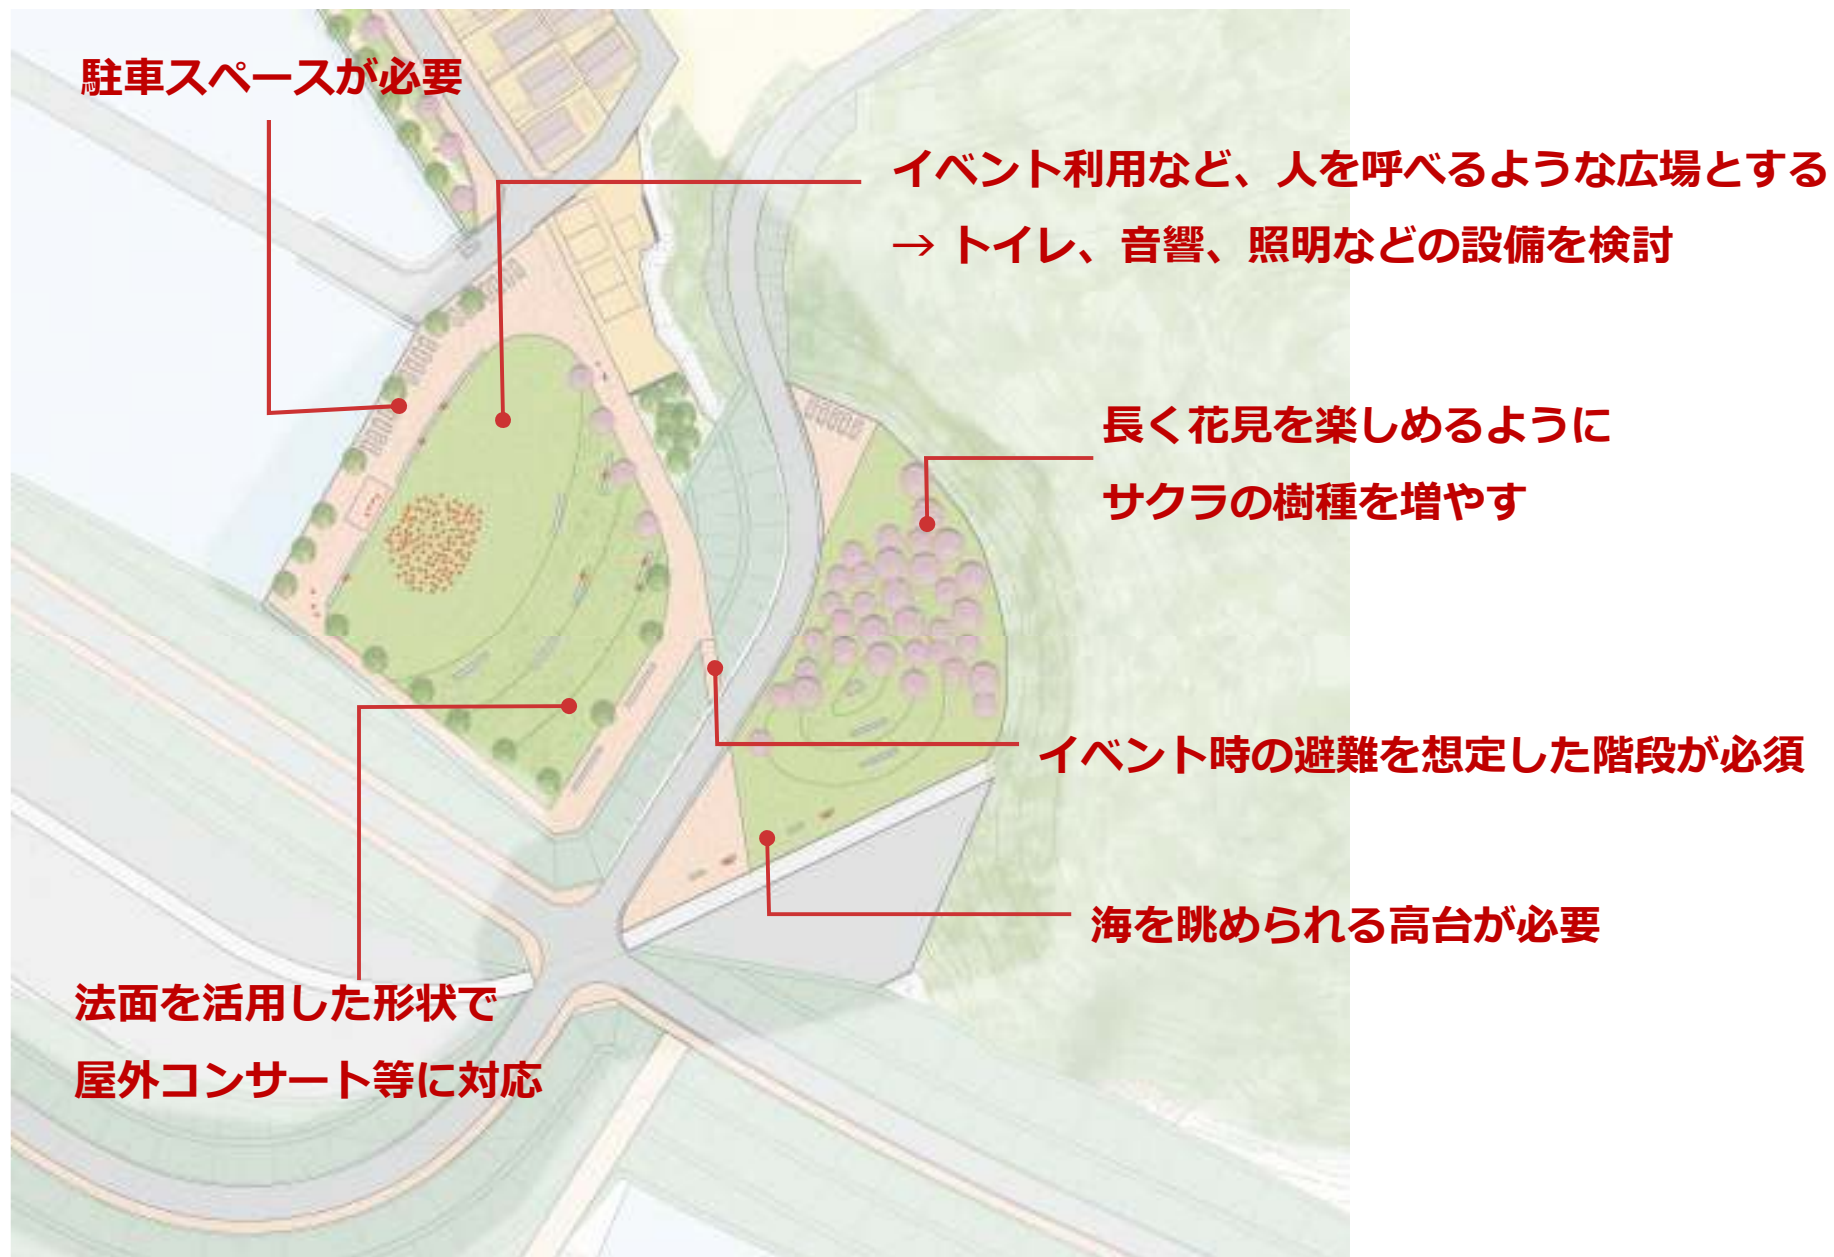 駐車スペースが必要
イベント利用など、人を呼べるような広場とする
→ トイレ、音響、照明などの設備を検討
長く花見を楽しめるように
サクラの樹種を増やす
イベント時の避難を想定した階段が必須
海を眺められる高台が必要
法面を活用した形状で
屋外コンサート等に対応